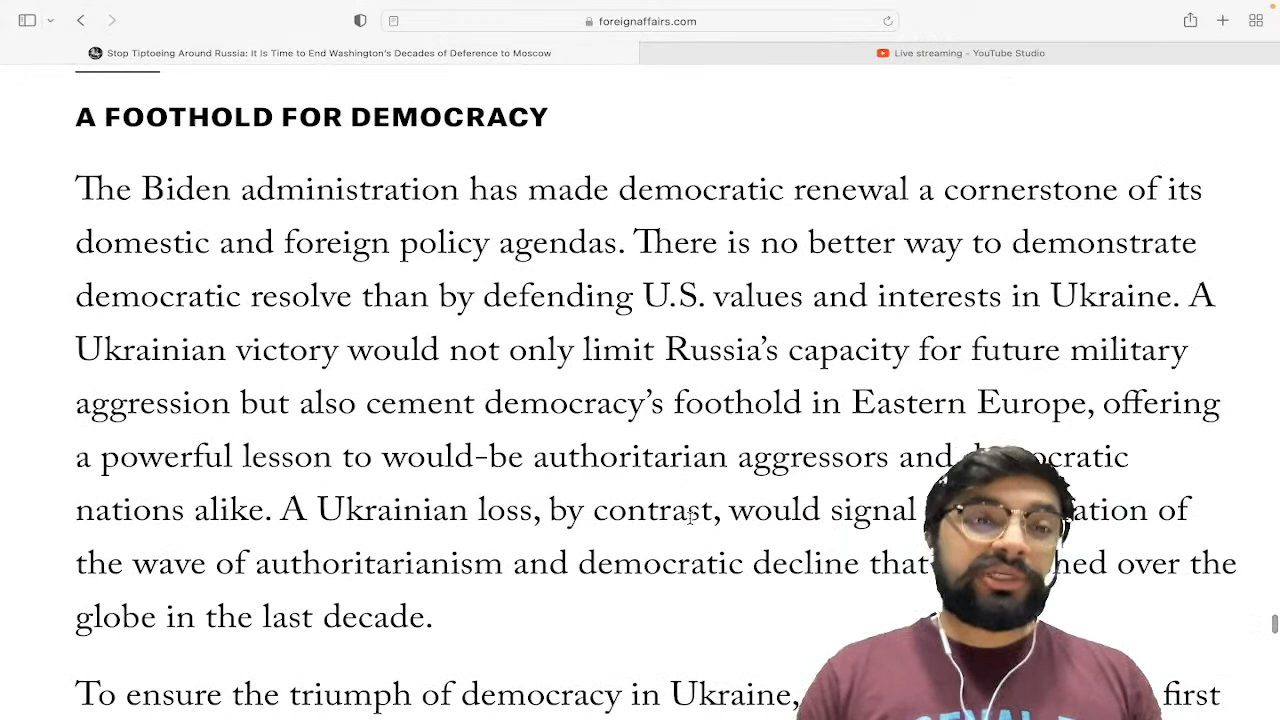 foreignaffairs.com
Stop Tiptoeing Around Russia: It Is Time to End Washington's Decades of Deference to Moscow
Live streaming - YouTube Studio
A FOOTHOLD FOR DEMOCRACY
The Biden administration has made democratic renewal a cornerstone of its
domestic and foreign policy agendas. There is no better way to demonstrate
democratic resolve than by defending U.S. values and interests in Ukraine. A
Ukrainian victory would not only limit Russia’s capacity for future military
aggression but also cement democracy’s foothold in Eastern Europe, offering
a powerful lesson to would-be authoritarian aggressors and
nations alike. A Ukrainian loss, by contrast, would signal of
the wave of authoritarianism and democratic decline that over the
globe in the last decade.
To ensure the triumph of democracy in Ukraine, first